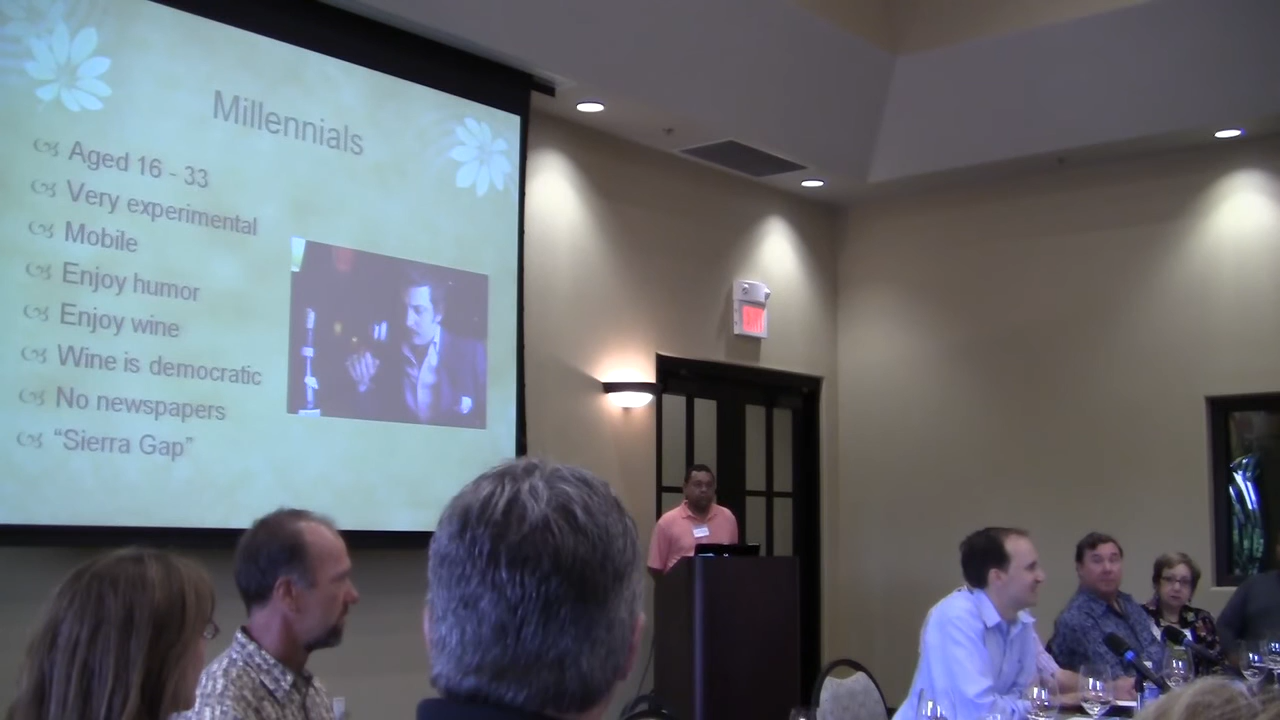 Millennials
Aged 16 - 33
Very experimental
Mobile
Enjoy humor
Enjoy wine
Wine is democratic
No newspapers
“Sierra Gap”